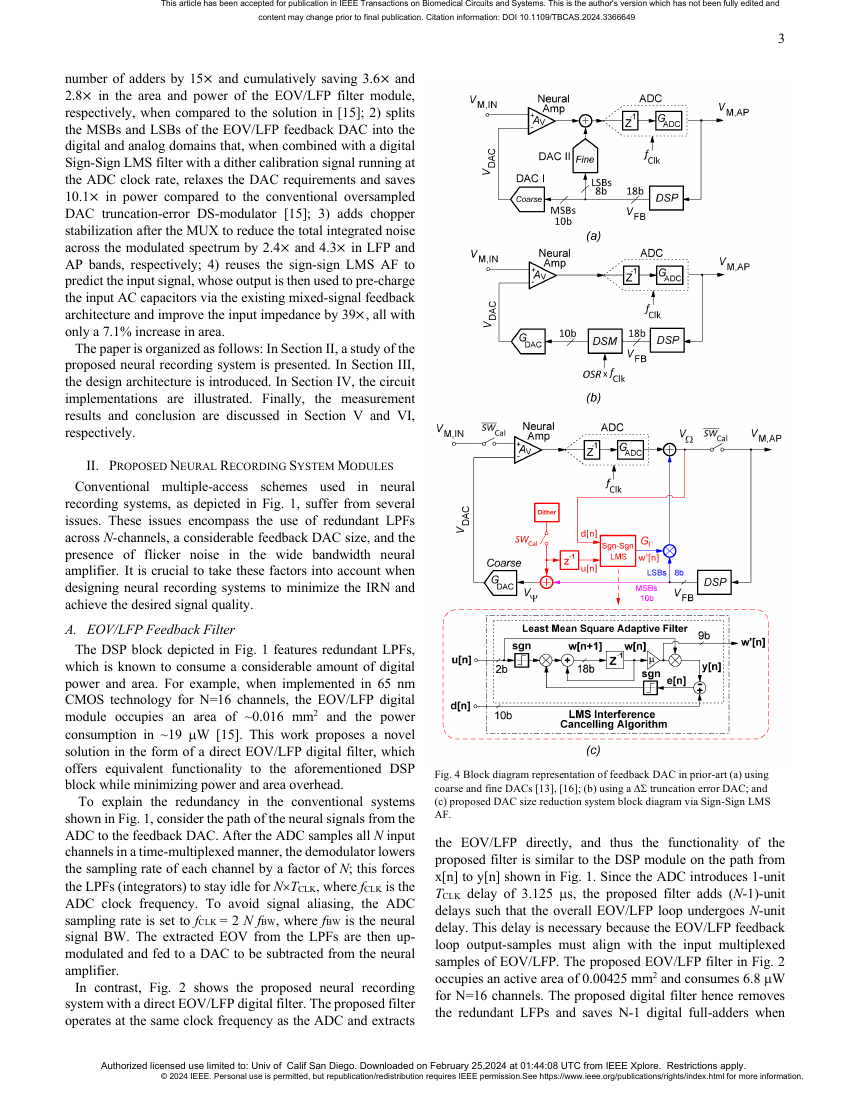 This article has been accepted for publication in IEEE Transactions on Biomedical Circuits and Systems. This is the author's version which has not been fully edited and
content may change prior to final publication. Citation information: DOI 10.1109/TBCAS.2024.3366649
3
number of adders by 15× and cumulatively saving 3.6× and
2.8× in the area and power of the EOV/LFP filter module,
respectively, when compared to the solution in [15]; 2) splits
the MSBs and LSBs of the EOV/LFP feedback DAC into the
digital and analog domains that, when combined with a digital
Sign-Sign LMS filter with a dither calibration signal running at
the ADC clock rate, relaxes the DAC requirements and saves
10.1× in power compared to the conventional oversampled
DAC truncation-error DS-modulator [15]; 3) adds chopper
stabilization after the MUX to reduce the total integrated noise
across the modulated spectrum by 2.4× and 4.3× in LFP and
AP bands, respectively; 4) reuses the sign-sign LMS AF to
predict the input signal, whose output is then used to pre-charge
the input AC capacitors via the existing mixed-signal feedback
architecture and improve the input impedance by 39×, all with
only a 7.1% increase in area.
The paper is organized as follows: In Section II, a study of the
proposed neural recording system is presented. In Section III,
the design architecture is introduced. In Section IV, the circuit
implementations are illustrated. Finally, the measurement
results and conclusion are discussed in Section V and VI,
respectively.
II. PROPOSED NEURAL RECORDING SYSTEM MODULES
Conventional multiple-access schemes used in neural
recording systems, as depicted in Fig. 1, suffer from several
issues. These issues encompass the use of redundant LPFs
across N-channels, a considerable feedback DAC size, and the
presence of flicker noise in the wide bandwidth neural
amplifier. It is crucial to take these factors into account when
designing neural recording systems to minimize the IRN and
achieve the desired signal quality.
A. EOV/LFP Feedback Filter
The DSP block depicted in Fig. 1 features redundant LPFs,
which is known to consume a considerable amount of digital
power and area. For example, when implemented in 65 nm
CMOS technology for N=16 channels, the EOV/LFP digital
module occupies an area of ~0.016 mm² and the power
consumption in ~19 μW [15]. This work proposes a novel
solution in the form of a direct EOV/LFP digital filter, which
offers equivalent functionality to the aforementioned DSP
block while minimizing power and area overhead.
To explain the redundancy in the conventional systems
shown in Fig. 1, consider the path of the neural signals from the
ADC to the feedback DAC. After the ADC samples all N input
channels in a time-multiplexed manner, the demodulator lowers
the sampling rate of each channel by a factor of N; this forces
the LPFs (integrators) to stay idle for N×TCLK, where fCLK is the
ADC clock frequency. To avoid signal aliasing, the ADC
sampling rate is set to fCLK = 2 N fBW, where fBW is the neural
signal BW. The extracted EOV from the LPFs are then up-
modulated and fed to a DAC to be subtracted from the neural
amplifier.
In contrast, Fig. 2 shows the proposed neural recording
system with a direct EOV/LFP digital filter. The proposed filter
operates at the same clock frequency as the ADC and extracts
VM,IN
Neural
Amp
AV
ADC
Z-1
GADC
VM,AP
fClk
DAC II
Fine
VDAC
DAC I
Coarse
LSBs
8b
MSBs
10b
18b
VFB
DSP
(a)
VM,IN
Neural
Amp
AV
ADC
Z-1
GADC
VM,AP
fClk
VDAC
GDAC
10b
DSM
18b
VFB
DSP
OSR x fClk
(b)
VM,IN
SWCal
Neural
Amp
AV
ADC
Z-1
GADC
VΩ
SWCal
VM,AP
fClk
VDAC
Dither
SWCal
d[n]
Sgn-Sgn
LMS
w'[n]
z-1
u[n]
Coarse
GDAC
VΨ
LSBs
8b
MSBs
10b
VFB
DSP
Least Mean Square Adaptive Filter
9b
w'[n]
u[n]
2b
sgn
w[n+1]
18b
Z-1
w[n]
μ
y[n]
sgn
e[n]
d[n]
10b
LMS Interference
Cancelling Algorithm
(c)
Fig. 4 Block diagram representation of feedback DAC in prior-art (a) using
coarse and fine DACs [13], [16]; (b) using a ΔΣ truncation error DAC; and
(c) proposed DAC size reduction system block diagram via Sign-Sign LMS
AF.
the EOV/LFP directly, and thus the functionality of the
proposed filter is similar to the DSP module on the path from
x[n] to y[n] shown in Fig. 1. Since the ADC introduces 1-unit
TCLK delay of 3.125 μs, the proposed filter adds (N-1)-unit
delays such that the overall EOV/LFP loop undergoes N-unit
delay. This delay is necessary because the EOV/LFP feedback
loop output-samples must align with the input multiplexed
samples of EOV/LFP. The proposed EOV/LFP filter in Fig. 2
occupies an active area of 0.00425 mm² and consumes 6.8 μW
for N=16 channels. The proposed digital filter hence removes
the redundant LFPs and saves N-1 digital full-adders when
Authorized licensed use limited to: Univ of Calif San Diego. Downloaded on February 25,2024 at 01:44:08 UTC from IEEE Xplore. Restrictions apply.
© 2024 IEEE. Personal use is permitted, but republication/redistribution requires IEEE permission.See https://www.ieee.org/publications/rights/index.html for more information.